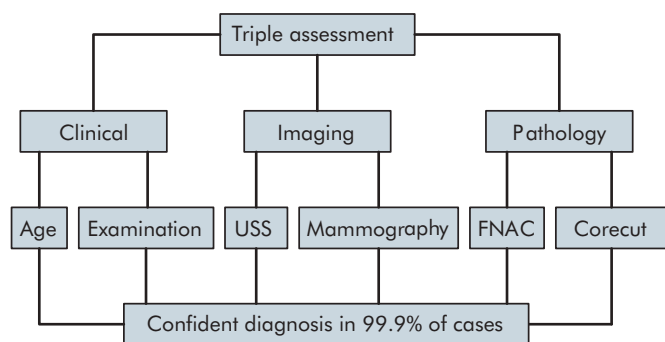 Triple assessment
Clinical
Imaging
Pathology
Age
Examination
USS
Mammography
FNAC
Corecut
Confident diagnosis in 99.9% of cases